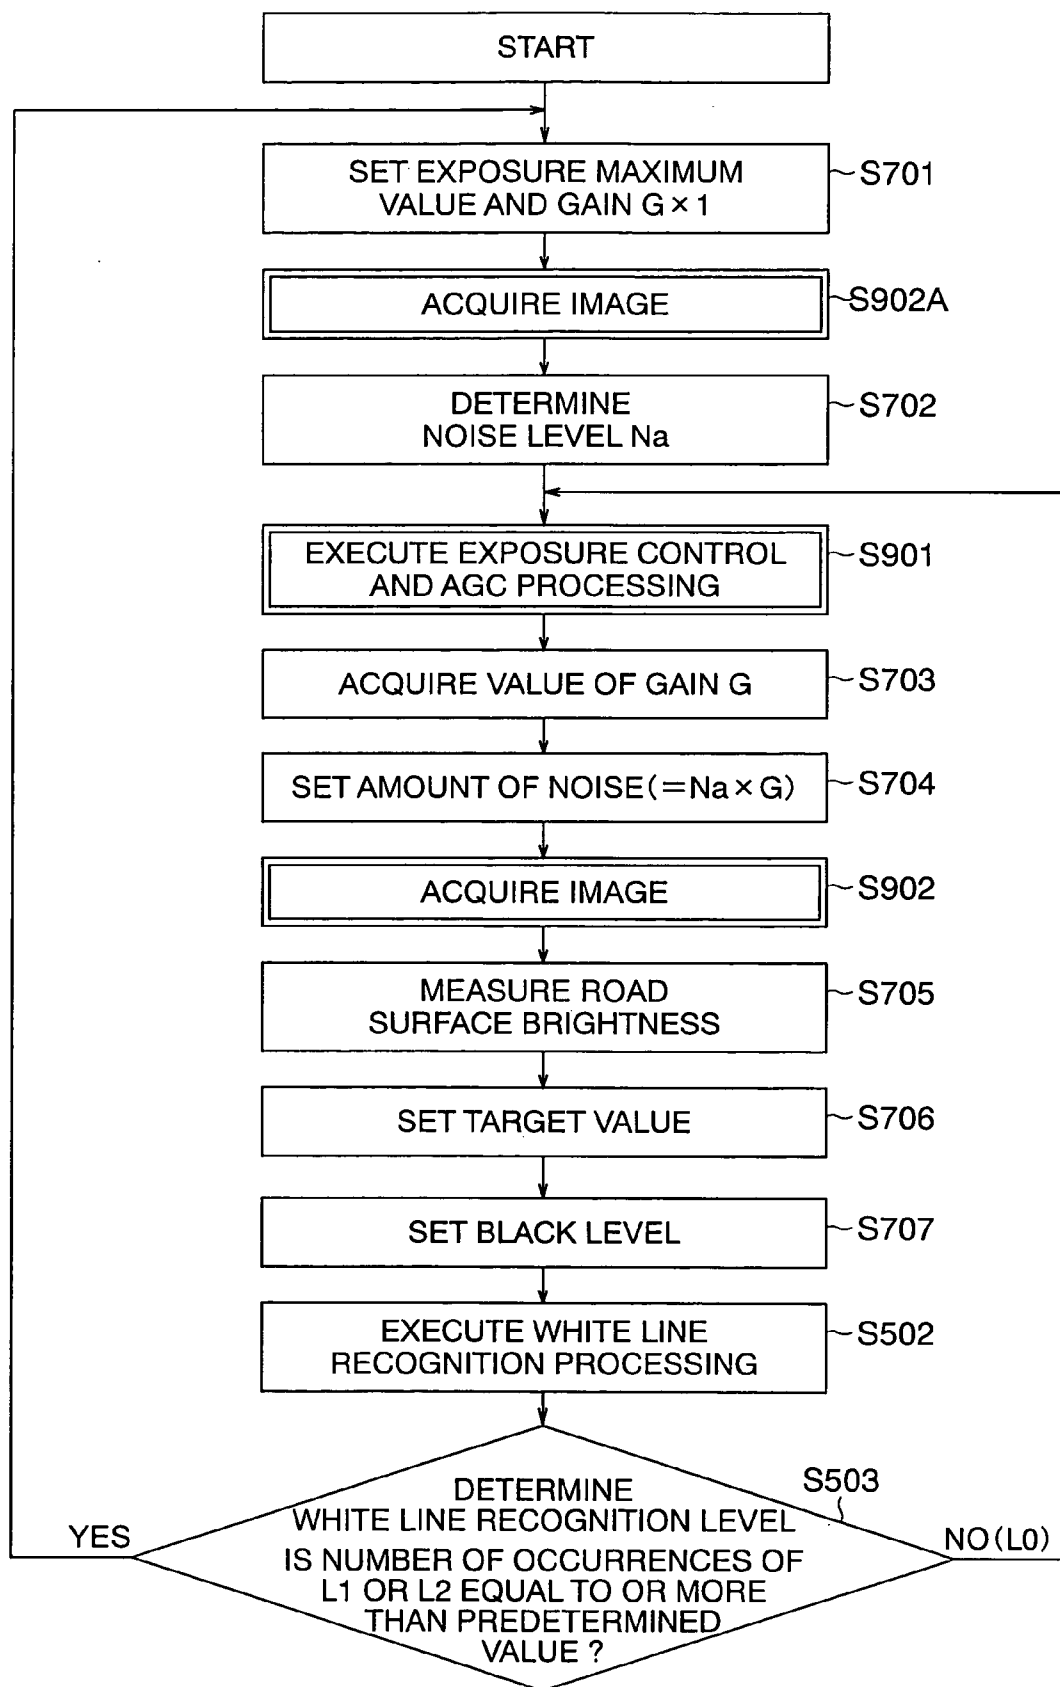 START
SET EXPOSURE MAXIMUM
VALUE AND GAIN G × 1
S701
ACQUIRE IMAGE
S902A
DETERMINE
NOISE LEVEL Na
S702
EXECUTE EXPOSURE CONTROL
AND AGC PROCESSING
S901
ACQUIRE VALUE OF GAIN G
S703
SET AMOUNT OF NOISE(=Na×G)
S704
ACQUIRE IMAGE
S902
MEASURE ROAD
SURFACE BRIGHTNESS
S705
SET TARGET VALUE
S706
SET BLACK LEVEL
S707
EXECUTE WHITE LINE
RECOGNITION PROCESSING
S502
S503
DETERMINE
WHITE LINE RECOGNITION LEVEL
IS NUMBER OF OCCURRENCES OF
L1 OR L2 EQUAL TO OR MORE
THAN PREDETERMINED
VALUE ?
YES
NO(L0)